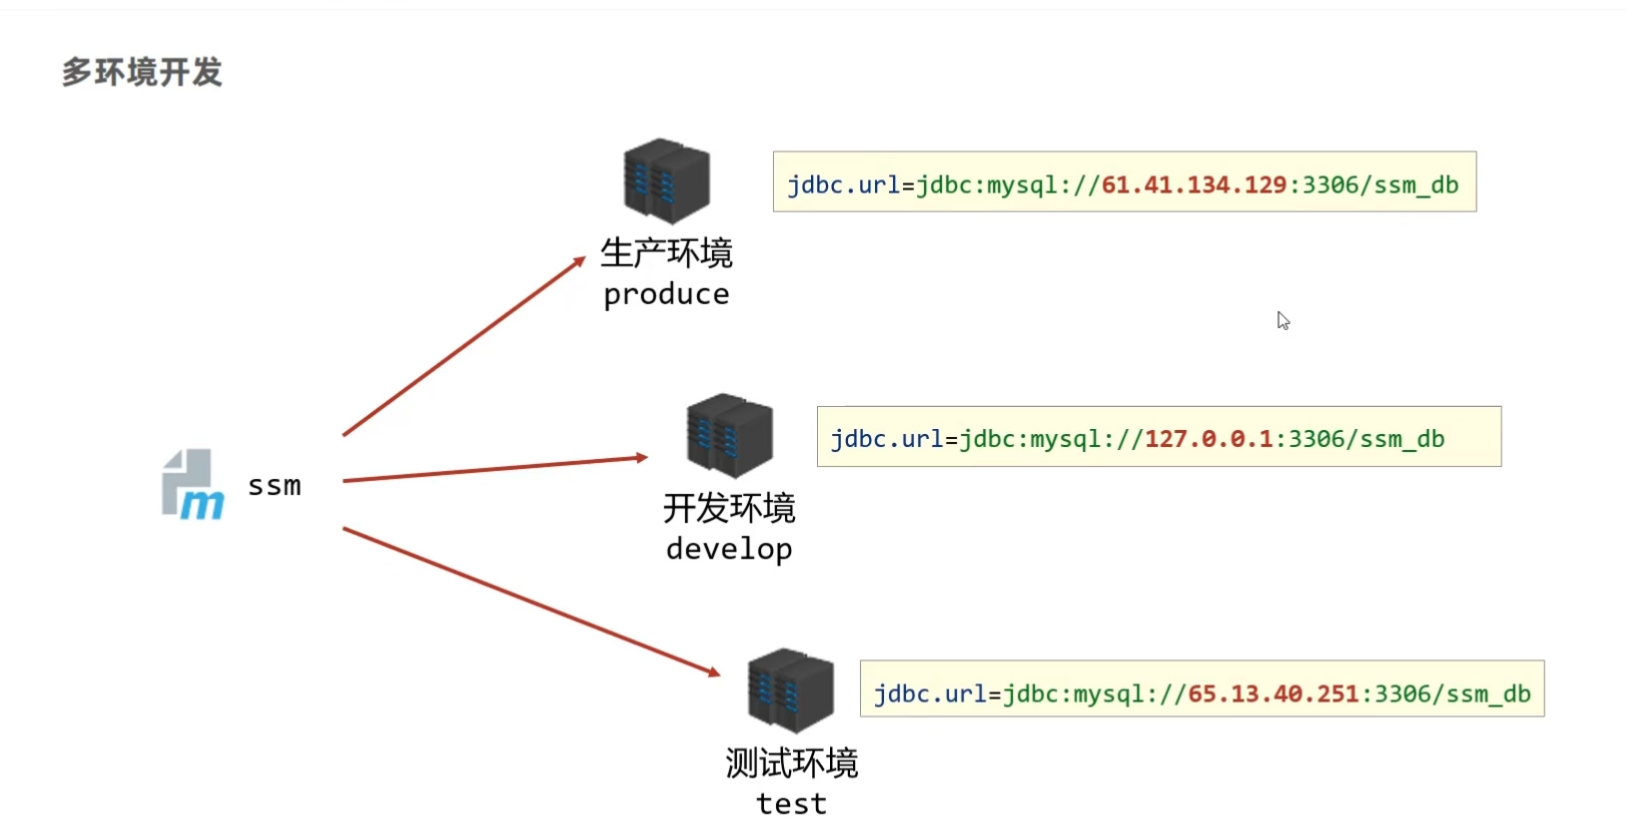 多环境开发
jdbc.url=jdbc:mysql://61.41.134.129:3306/ssm_db
生产环境
produce
jdbc.url=jdbc:mysql://127.0.0.1:3306/ssm_db
m
ssm
开发环境
develop
jdbc.url=jdbc:mysql://65.13.40.251:3306/ssm_db
测试环境
test